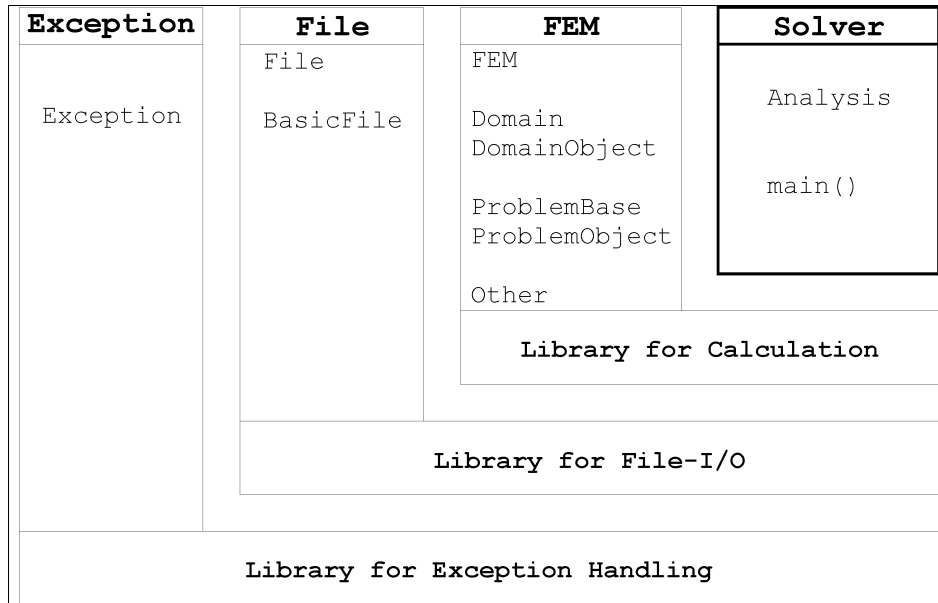 Exception
Exception
File
File
BasicFile
FEM
FEM
Domain
DomainObject
ProblemBase
ProblemObject
Other
Solver
Analysis
main()
Library for Calculation
Library for File-I/O
Library for Exception Handling